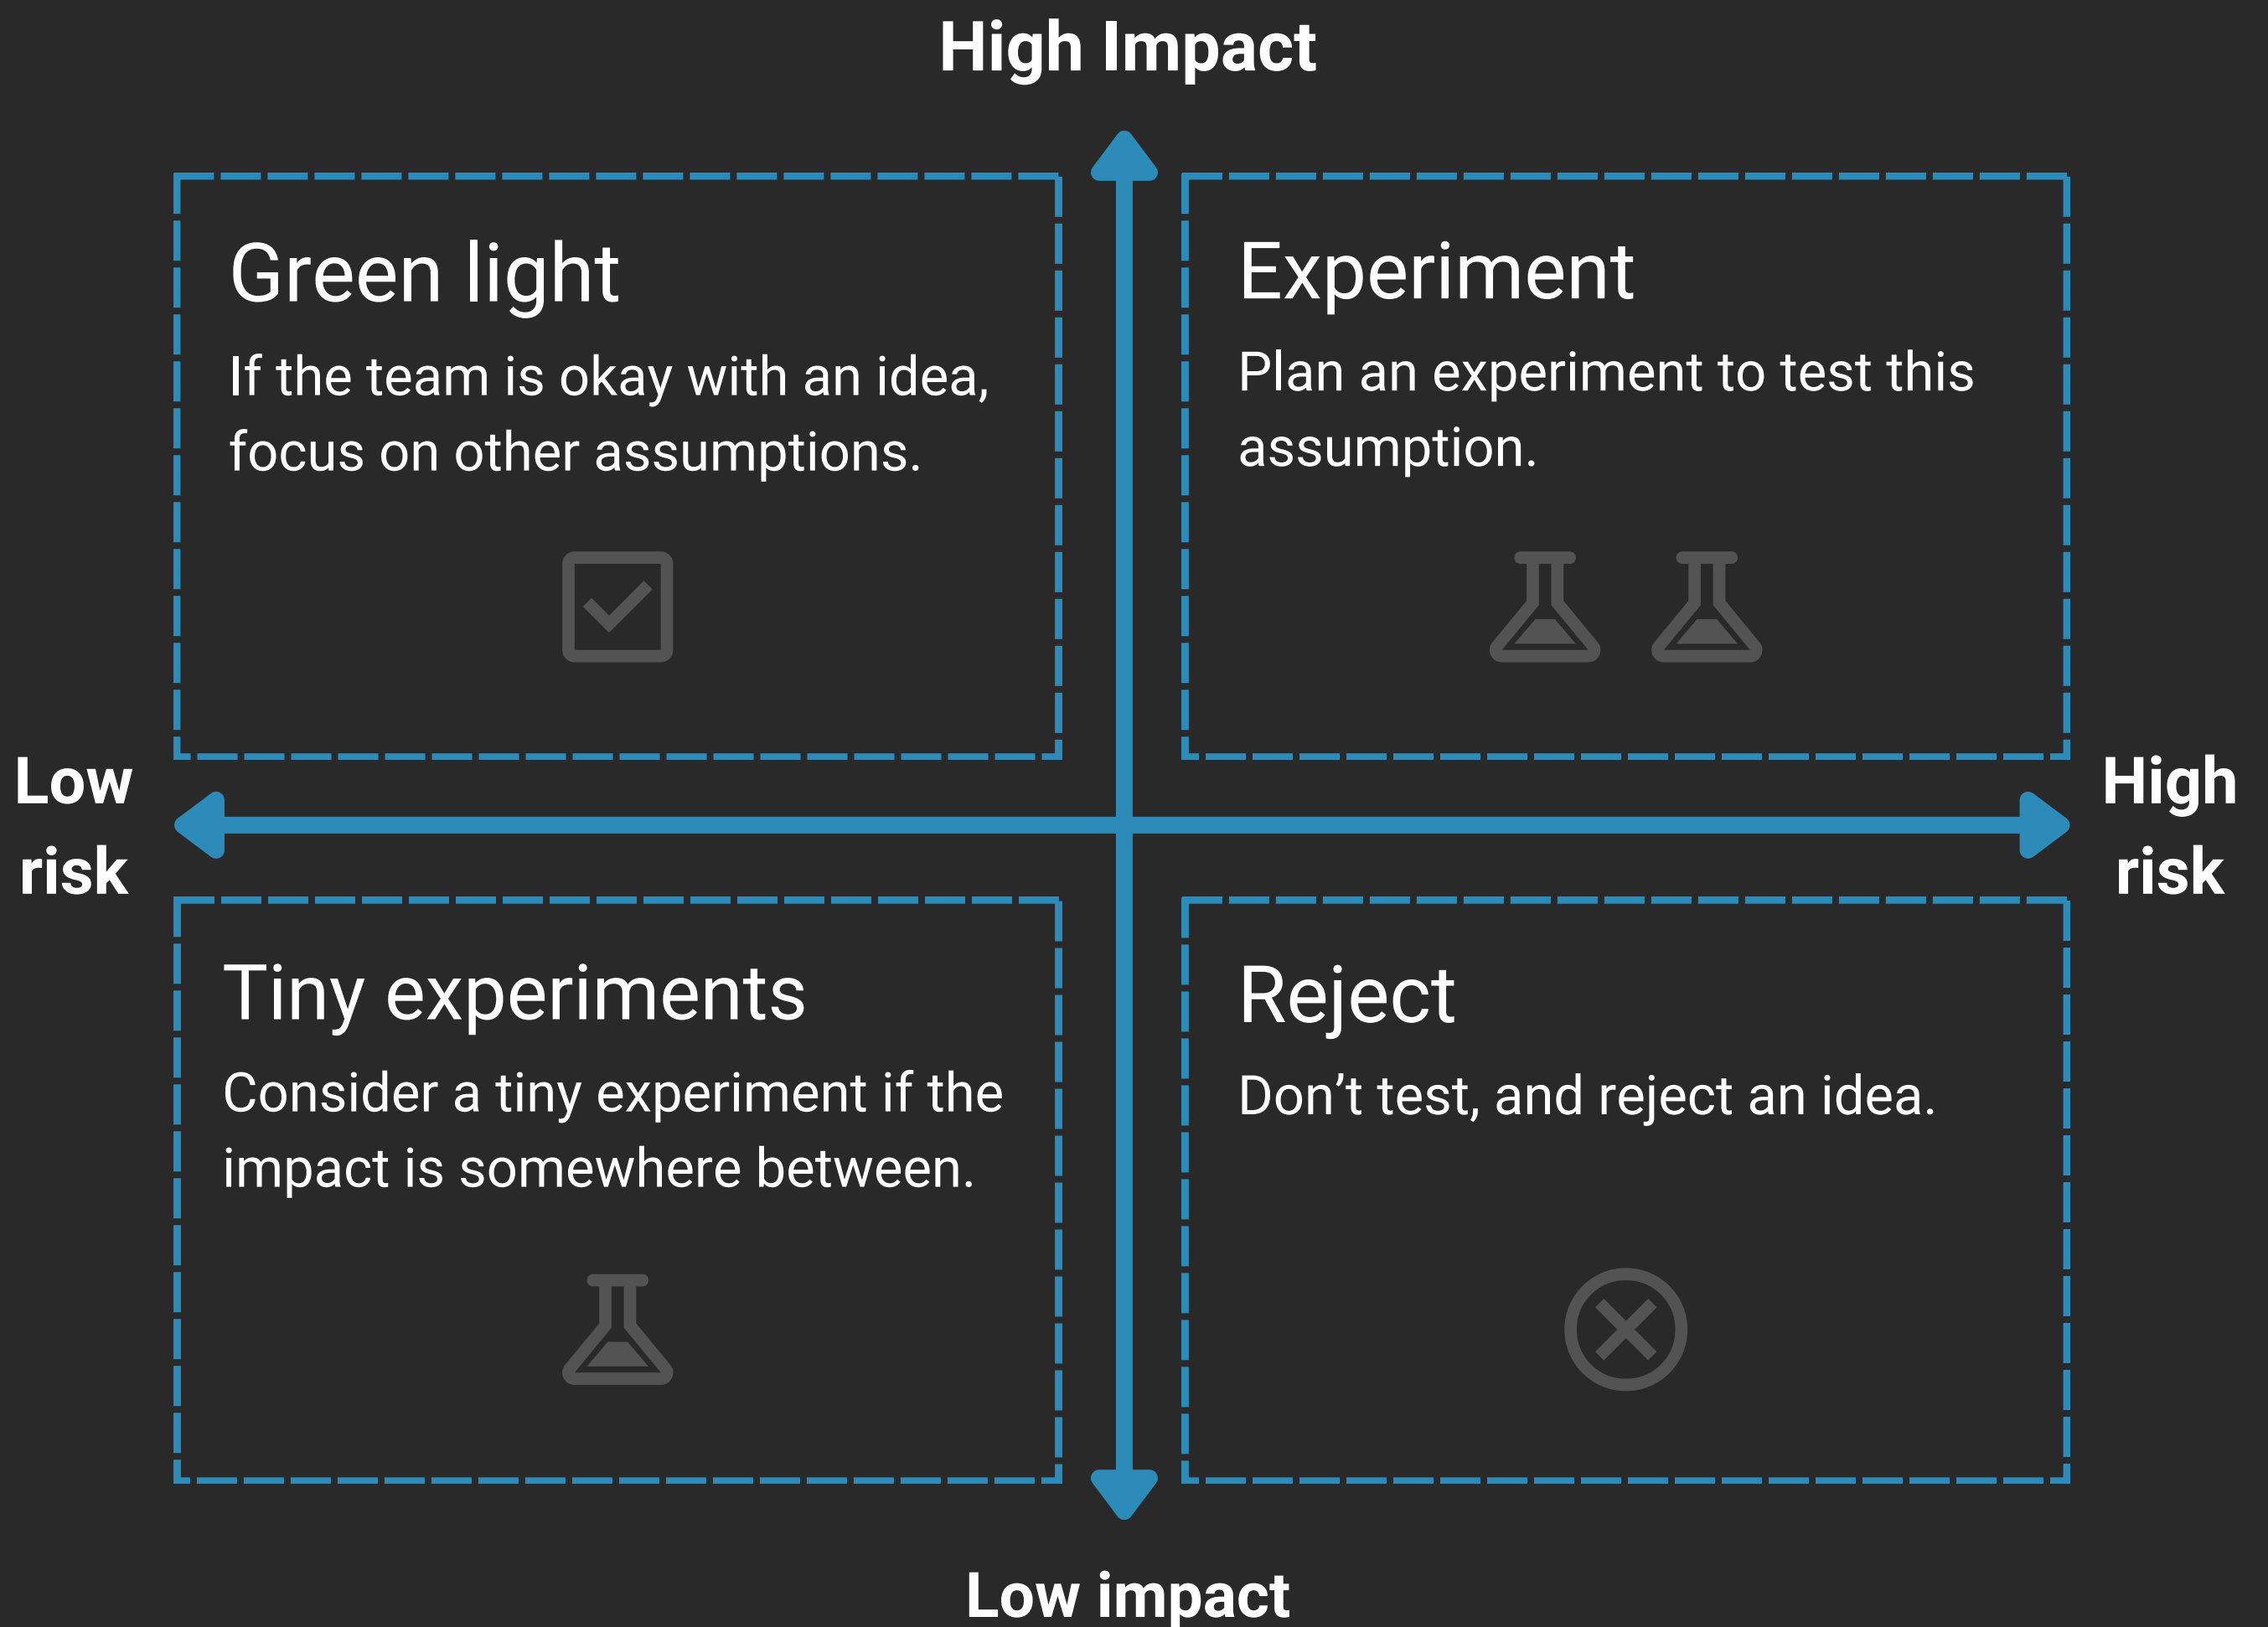 High Impact
Green light
If the team is okay with an idea,
focus on other assumptions.
Experiment
Plan an experiment to test this
assumption.
Low
risk
High
risk
Tiny experiments
Consider a tiny experiment if the
impact is somewhere between.
Reject
Don’t test, and reject an idea.
Low impact